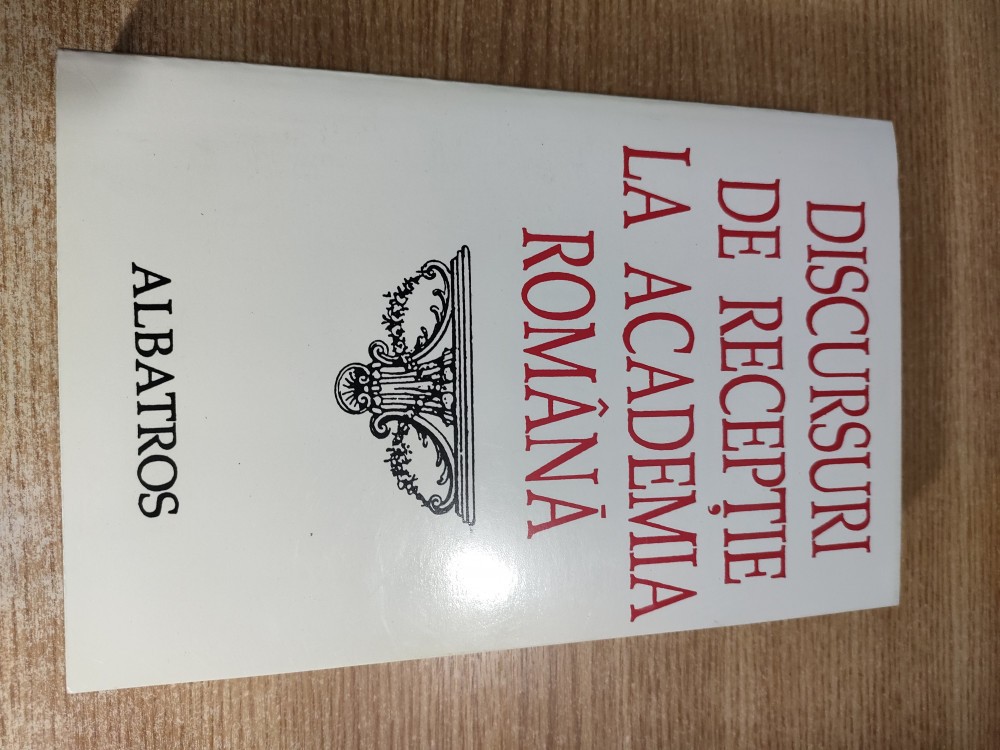 DISCURSURI
DE RECEPȚIE
LA ACADEMIA
ROMÂNĂ
ALBATROS